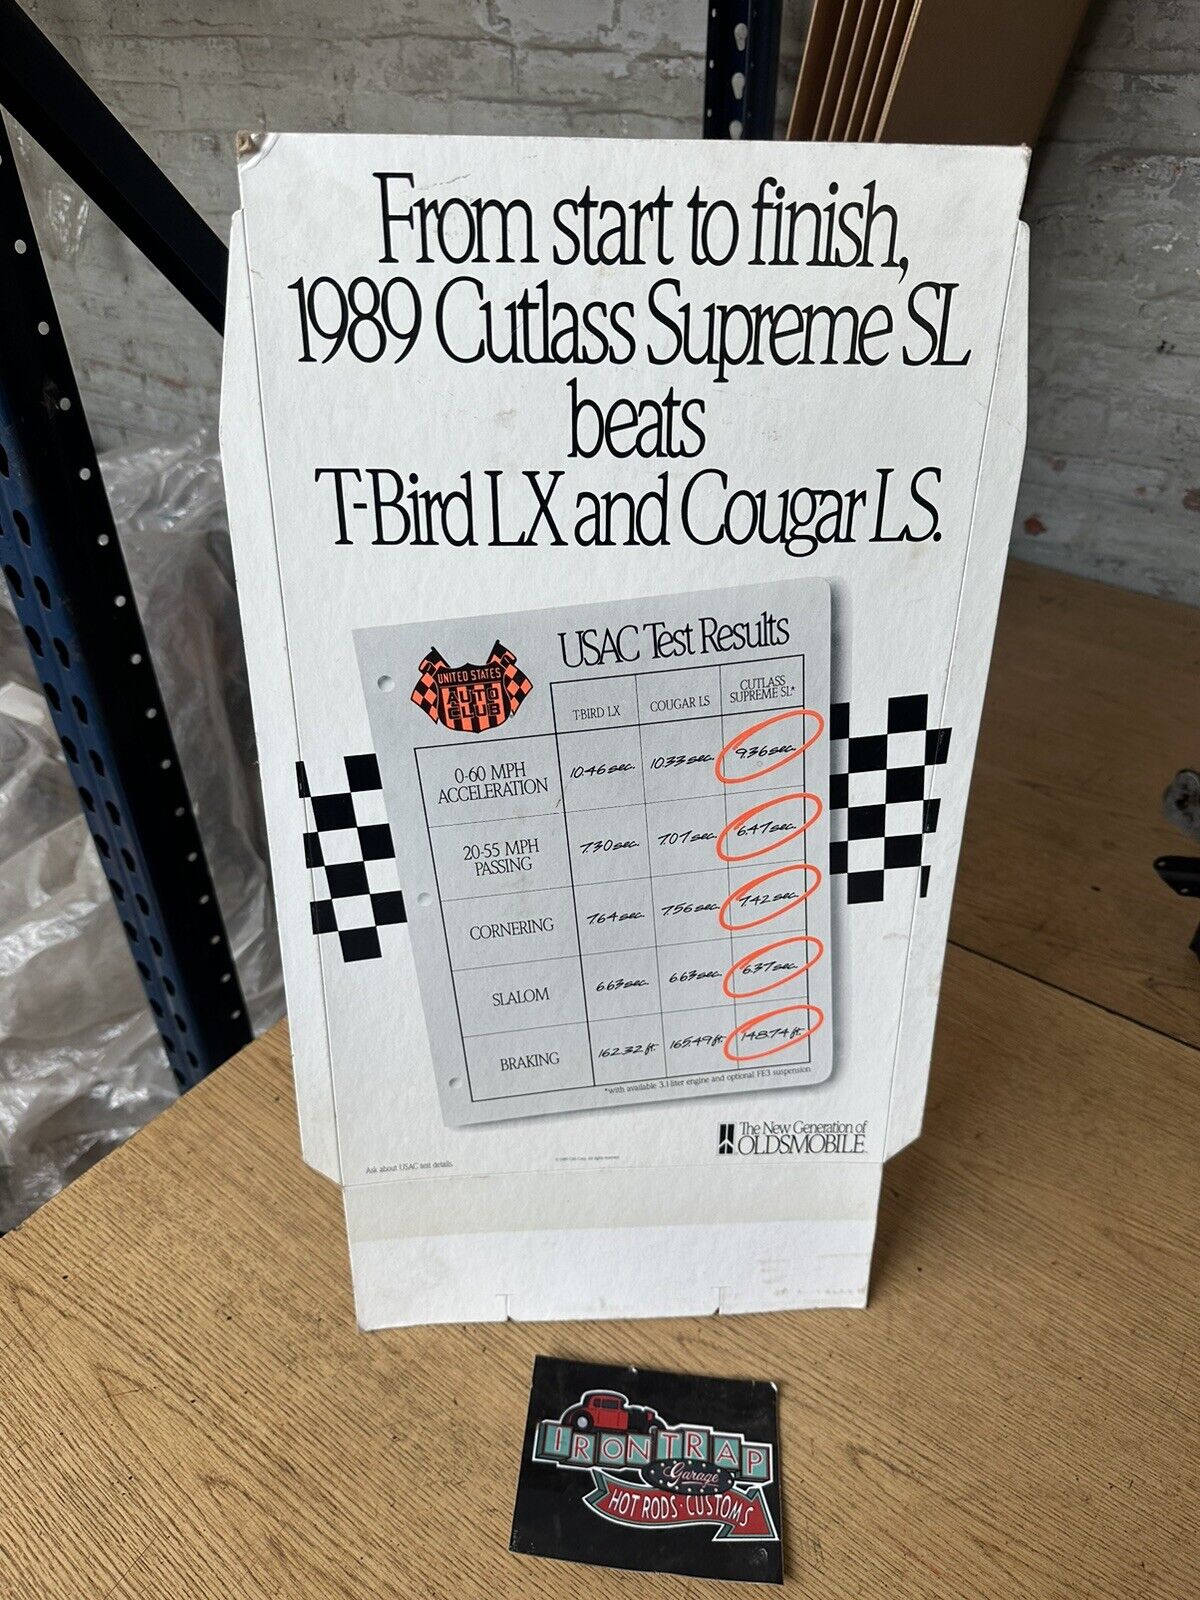 From start to finish,
1989 Cutlass Supreme SL
beats
T-Bird LX and Cougar LS.
USAC Test Results
UNITED STATES
AUTO
CLUB
T-BIRD LX COUGAR LS CUTLASS SUPREME SL*
0-60 MPH ACCELERATION 10.46 sec. 10.33 sec. 9.36 sec.
20-55 MPH PASSING 7.30 sec. 7.07 sec. 6.47 sec.
CORNERING 7.64 sec. 7.56 sec. 7.42 sec.
SLALOM 6.63 sec. 6.63 sec. 6.37 sec.
BRAKING 162.32 ft. 165.49 ft. 148.74 ft.
*with available 3.1 liter engine and optional FE3 suspension
The New Generation of
OLDSMOBILE
Ask about USAC test details.
IRONTRAP
Garage
HOT RODS · CUSTOMS